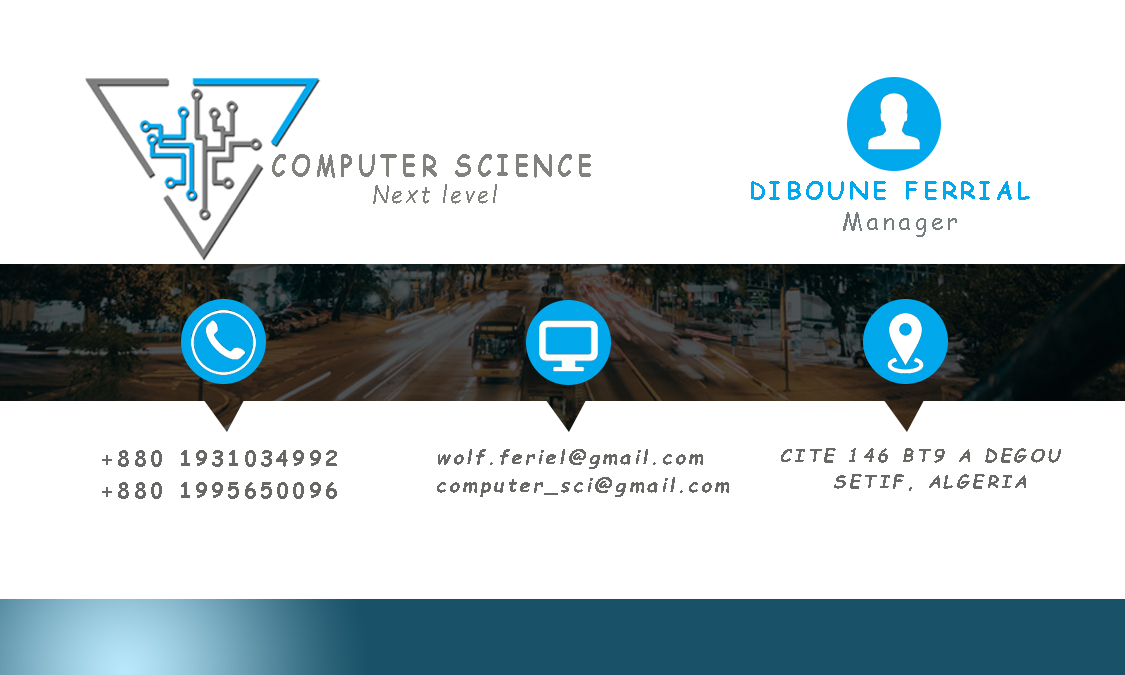 COMPUTER SCIENCE
Next level
DIBOUNE FERRIAL
Manager
+880 1931034992
+880 1995650096
wolf.feriel@gmail.com
computer_sci@gmail.com
CITE 146 BT9 A DEGOU
SETIF, ALGERIA